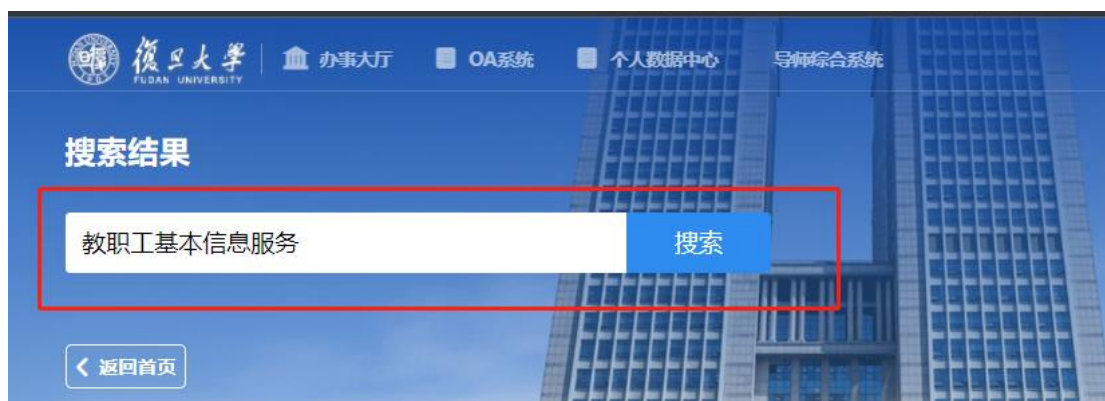 復旦大學 办事大厅 OA系统 个人数据中心 导师综合系统
FUDAN UNIVERSITY
搜索结果
教职工基本信息服务 搜索
返回首页